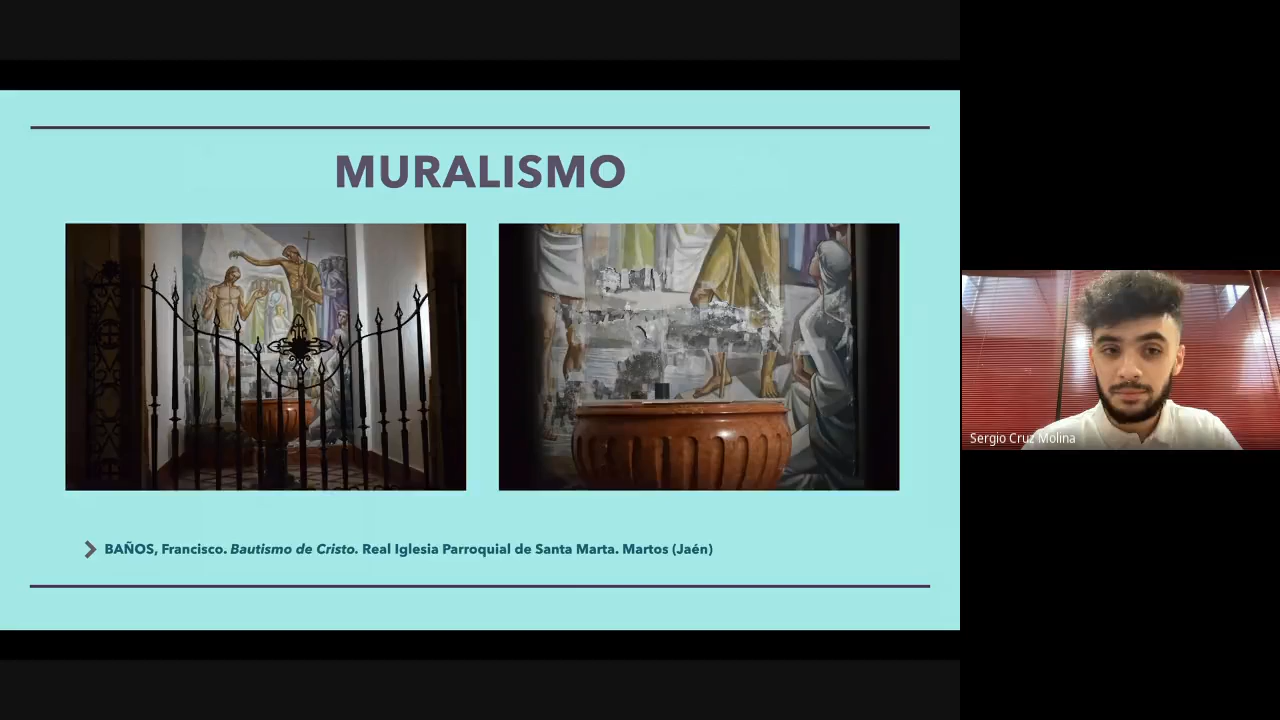 MURALISMO
BAÑOS, Francisco. Bautismo de Cristo. Real Iglesia Parroquial de Santa Marta. Martos (Jaén)
Sergio Cruz Molina